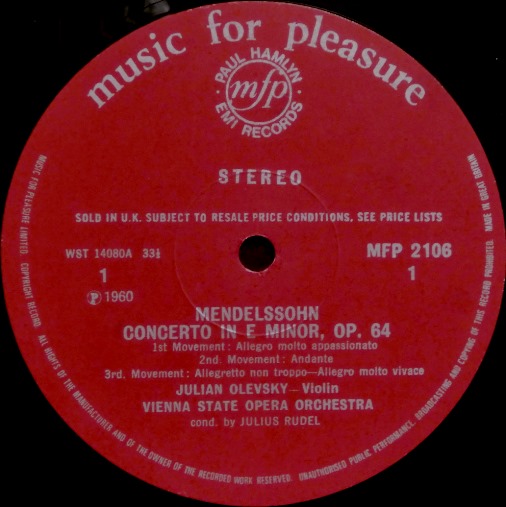 music for pleasure
PAUL HAMLYN
mfp
EMI RECORDS
STEREO
SOLD IN U.K. SUBJECT TO RESALE PRICE CONDITIONS, SEE PRICE LISTS
WST 14080A 33⅓
MFP 2106
1
1
Ⓟ 1960
MENDELSSOHN
CONCERTO IN E MINOR, OP. 64
1st Movement: Allegro molto appassionato
2nd. Movement: Andante
3rd. Movement: Allegretto non troppo—Allegro molto vivace
JULIAN OLEVSKY—Violin
VIENNA STATE OPERA ORCHESTRA
cond. by JULIUS RUDEL
MUSIC FOR PLEASURE LIMITED. COPYRIGHT RECORD. ALL RIGHTS OF THE MANUFACTURER AND OF THE OWNER OF THE RECORDED WORK RESERVED. UNAUTHORISED PUBLIC PERFORMANCE, BROADCASTING AND COPYING OF THIS RECORD PROHIBITED. MADE IN GREAT BRITAIN